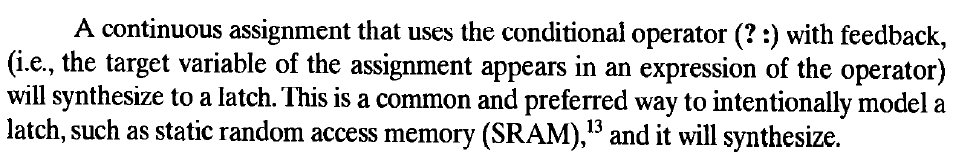 A continuous assignment that uses the conditional operator (? :) with feedback,
(i.e., the target variable of the assignment appears in an expression of the operator)
will synthesize to a latch. This is a common and preferred way to intentionally model a
latch, such as static random access memory (SRAM),¹³ and it will synthesize.